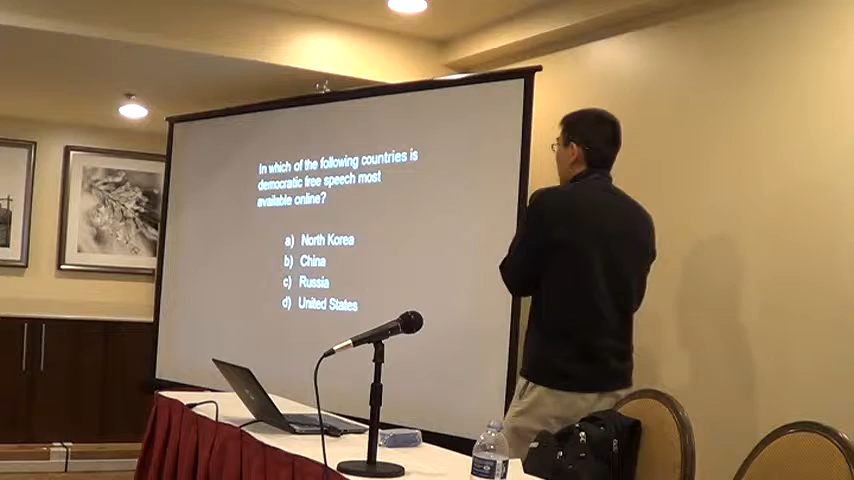 In which of the following countries is
democratic free speech most
available online?
a) North Korea
b) China
c) Russia
d) United States